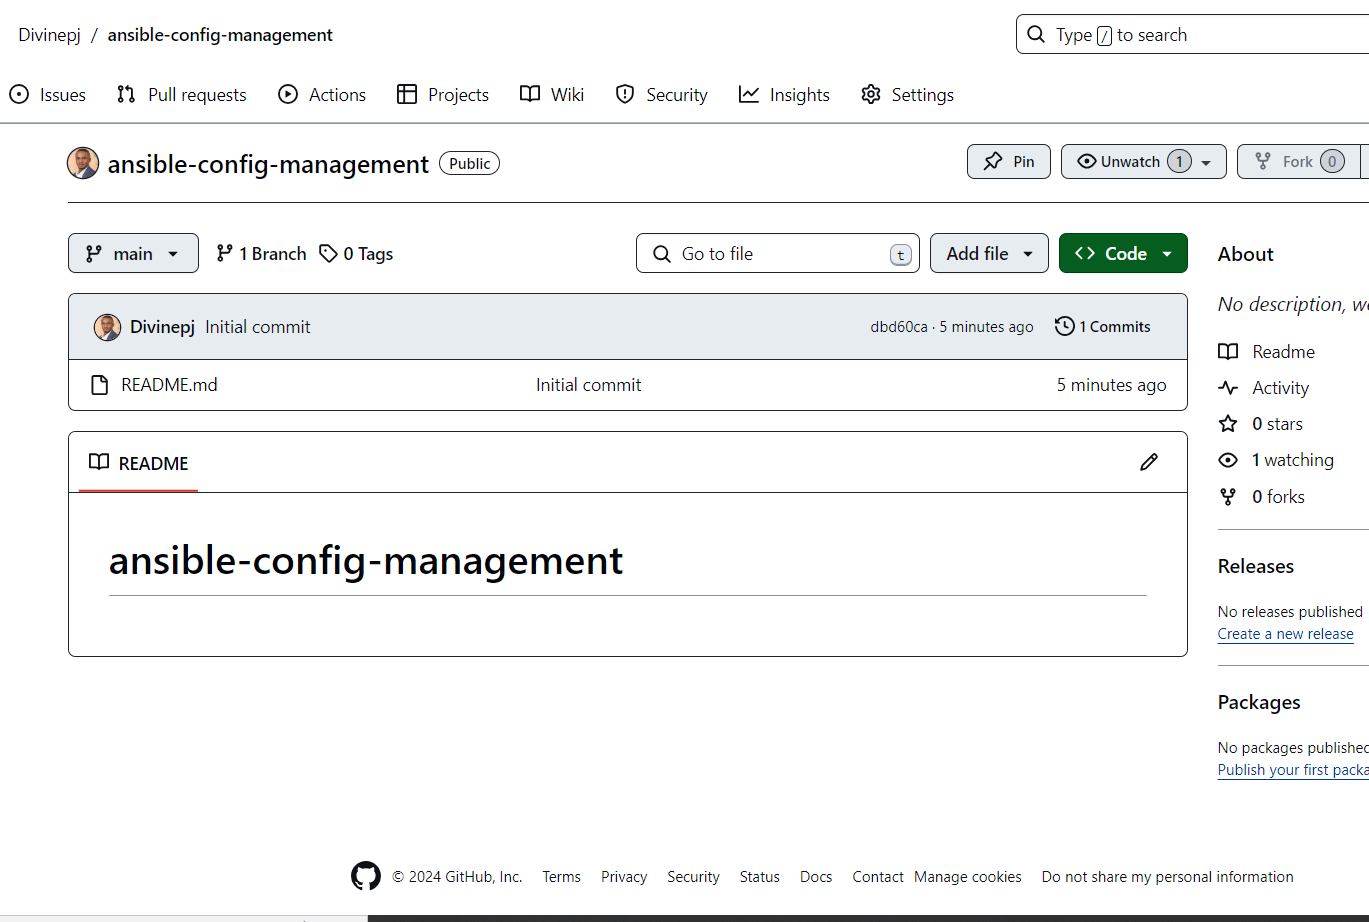 Divinepj / ansible-config-management
Type / to search
Issues Pull requests Actions Projects Wiki Security Insights Settings
ansible-config-management Public
Pin Unwatch 1 Fork 0
main 1 Branch 0 Tags
Go to file t Add file Code
Divinepj Initial commit dbd60ca · 5 minutes ago 1 Commits
README.md Initial commit 5 minutes ago
README
ansible-config-management
About
No description, we
Readme
Activity
0 stars
1 watching
0 forks
Releases
No releases published
Create a new release
Packages
No packages published
Publish your first packa
© 2024 GitHub, Inc. Terms Privacy Security Status Docs Contact Manage cookies Do not share my personal information